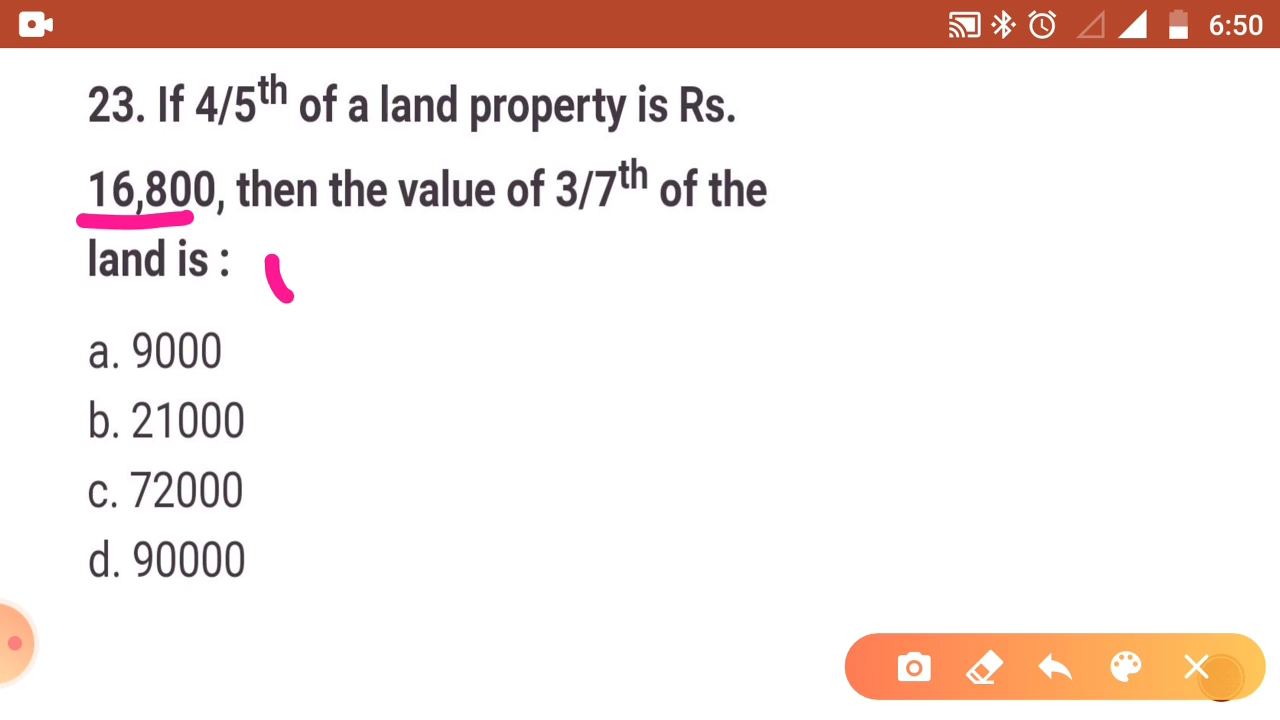 6:50
23. If 4/5th of a land property is Rs.
16,800, then the value of 3/7th of the
land is :
a. 9000
b. 21000
c. 72000
d. 90000